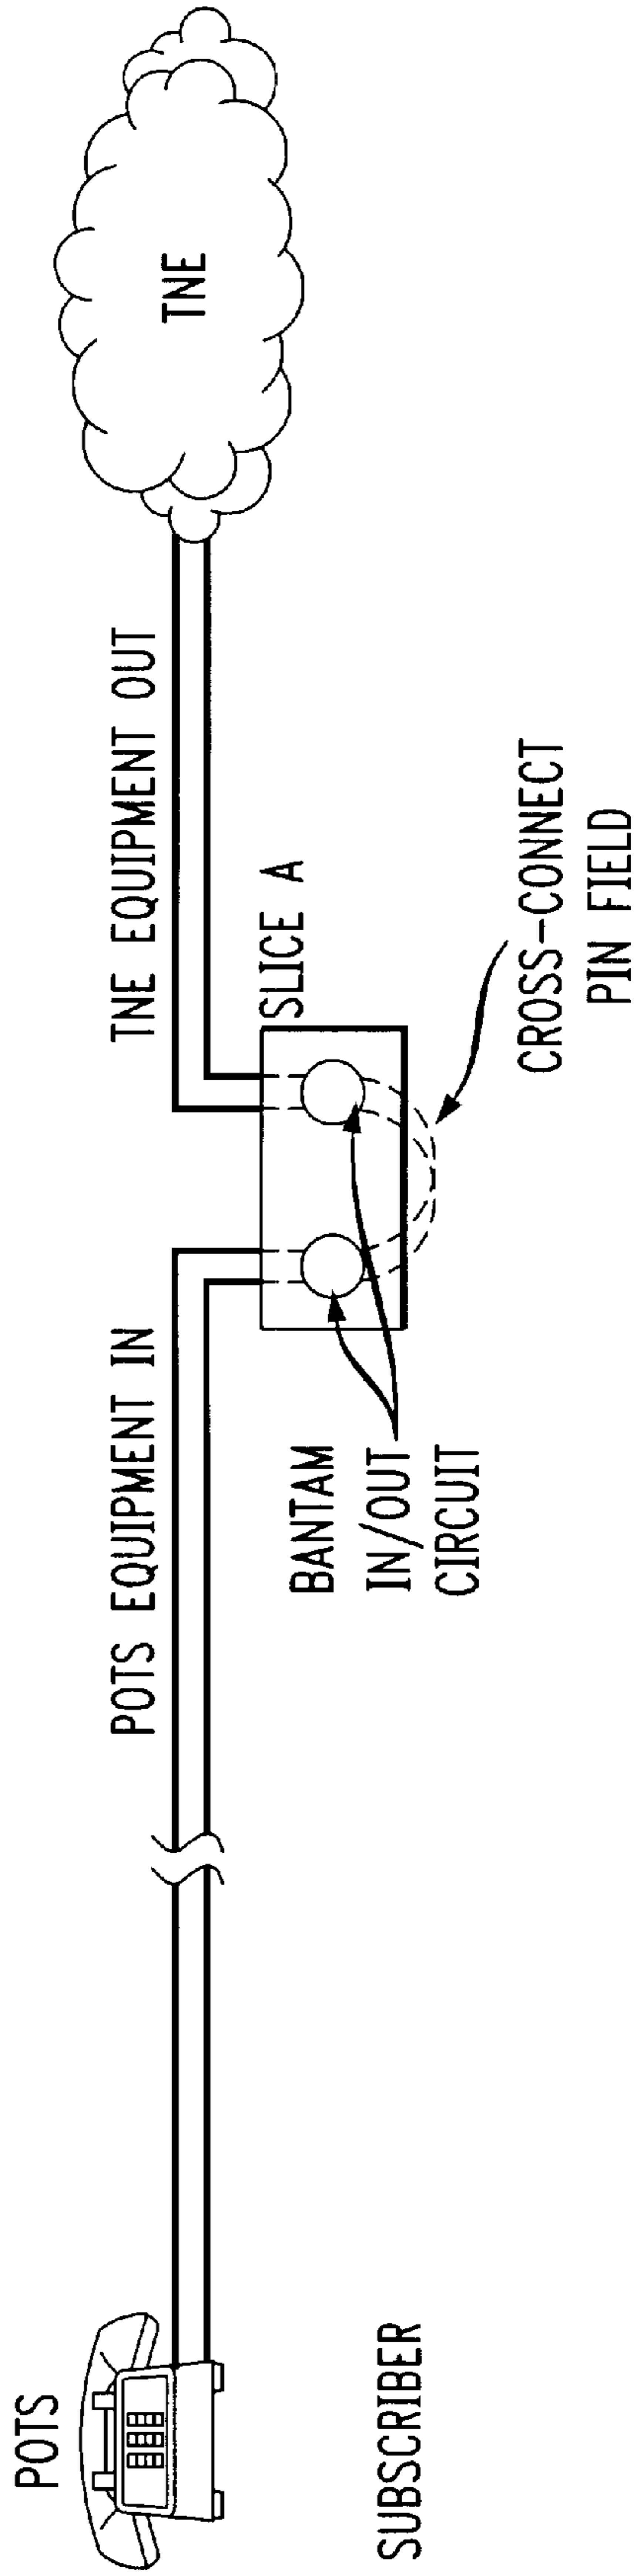 POTS
SUBSCRIBER
POTS EQUIPMENT IN
BANTAM
IN/OUT
CIRCUIT
TNE EQUIPMENT OUT
SLICE A
CROSS-CONNECT
PIN FIELD
TNE